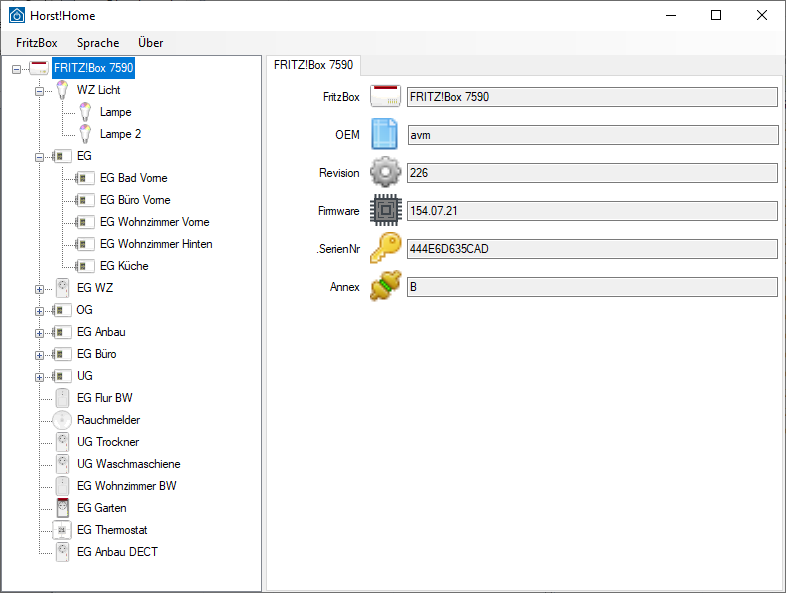 Horst!Home
FritzBox Sprache Über
FRITZ!Box 7590
WZ Licht
Lampe
Lampe 2
EG
EG Bad Vorne
EG Büro Vorne
EG Wohnzimmer Vorne
EG Wohnzimmer Hinten
EG Küche
EG WZ
OG
EG Anbau
EG Büro
UG
EG Flur BW
Rauchmelder
UG Trockner
UG Waschmaschiene
EG Wohnzimmer BW
EG Garten
EG Thermostat
EG Anbau DECT
FRITZ!Box 7590
FritzBox FRITZ!Box 7590
OEM avm
Revision 226
Firmware 154.07.21
.SerienNr 444E6D635CAD
Annex B